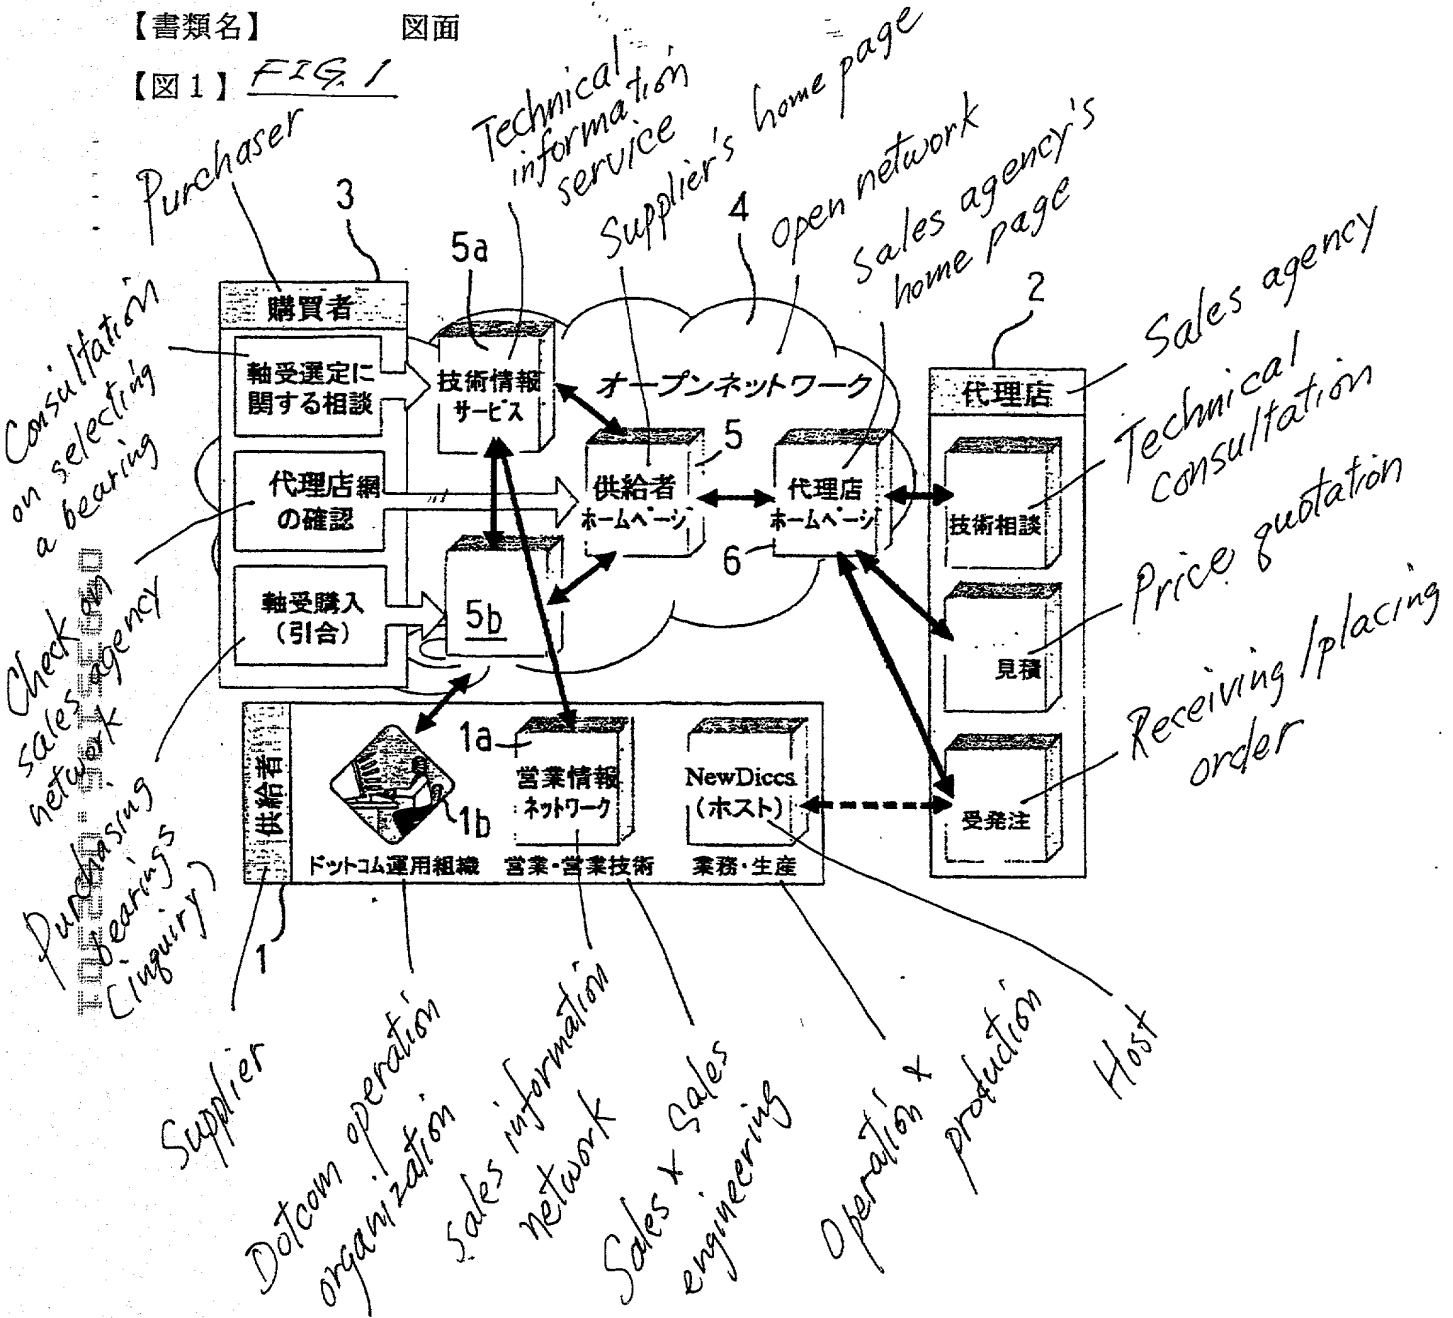 【書類名】 図面
【図1】 FIG. 1
Purchaser
Technical
information
service
Supplier's home page
Open network
Sales agency's
home page
Sales agency
Technical
consultation
Price quotation
Receiving/placing
order
Consultation
on selecting
a bearing
Check on
sales agency
network
Purchasing
bearings
(inquiry)
3
購買者
軸受選定に
関する相談
代理店網
の確認
軸受購入
(引合)
4
オープンネットワーク
5a
技術情報
サービス
5
供給者
ホームページ
代理店
ホームページ
6
5b
2
代理店
技術相談
見積
受発注
供給者
1
1b
ドットコム運用組織
1a
営業情報
ネットワーク
営業・営業技術
NewDiccs
(ホスト)
業務・生産
Supplier
Dotcom operation
organization
Sales information
network
Sales & Sales
engineering
Operation &
production
Host